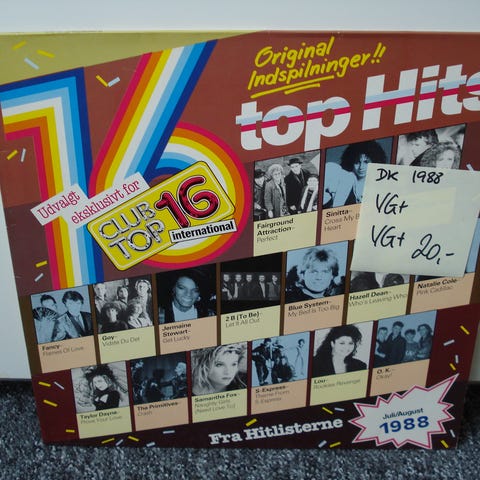 16
Original
Indspilninger!!
top Hits
Udvalgt
eksklusivt for
CLUB
TOP 16
international
DK 1988
VG+
VG+ 20,-
Fairground
Attraction-
Perfect
Sinitta-
Cross My B
Heart
Fancy-
Flames Of Love
Gey-
Vidste Du Det
Jermaine
Stewart-
Get Lucky
2 B (To Be)-
Let It All Out
Blue System-
My Bed Is Too Big
Hazell Dean-
Who's Leaving Who
Natalie Cole-
Pink Cadillac
Taylor Dayne-
Prove Your Love
The Primitives-
Crash
Samantha Fox-
Naughty Girls
(Need Love To)
S-Express-
Theme From
S-Express
Lou-
Rookies Revenge
O. K.-
Okay!
Fra Hitlisterne
Juli/August
1988